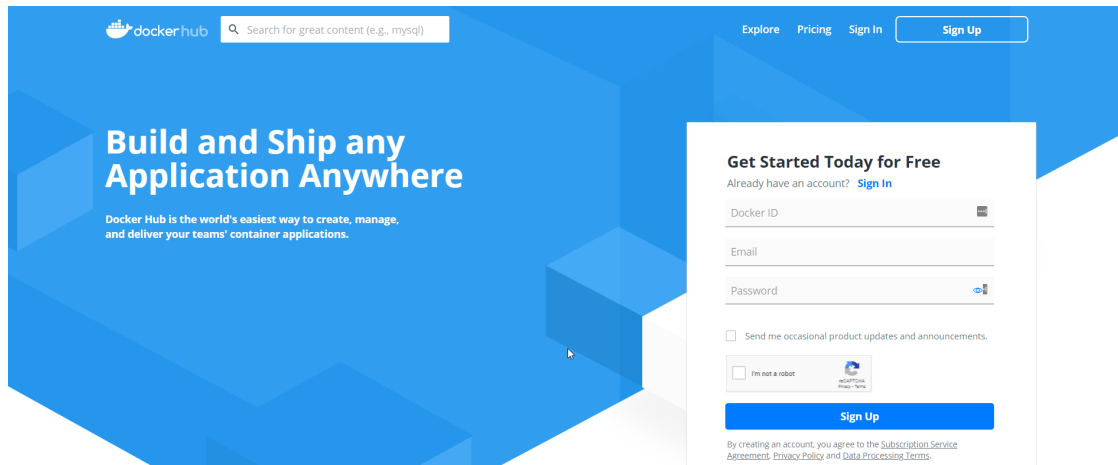 dockerhub
Search for great content (e.g., mysql)
Explore Pricing Sign In Sign Up
Build and Ship any
Application Anywhere
Docker Hub is the world's easiest way to create, manage,
and deliver your teams' container applications.
Get Started Today for Free
Already have an account? Sign In
Docker ID
Email
Password
Send me occasional product updates and announcements.
I'm not a robot
reCAPTCHA
Privacy - Terms
Sign Up
By creating an account, you agree to the Subscription Service
Agreement, Privacy Policy and Data Processing Terms.